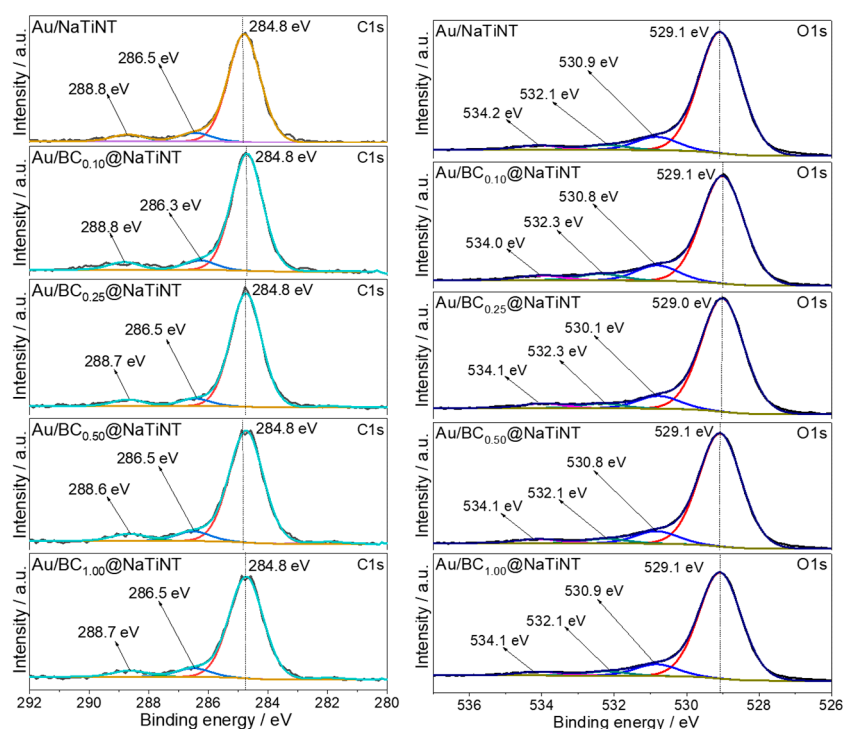 Au/NaTiNT
284.8 eV
C1s
286.5 eV
288.8 eV
Intensity / a.u.
Au/BC0.10@NaTiNT
284.8 eV
C1s
286.3 eV
288.8 eV
Intensity / a.u.
Au/BC0.25@NaTiNT
284.8 eV
C1s
286.5 eV
288.7 eV
Intensity / a.u.
Au/BC0.50@NaTiNT
284.8 eV
C1s
286.5 eV
288.6 eV
Intensity / a.u.
Au/BC1.00@NaTiNT
284.8 eV
C1s
286.5 eV
288.7 eV
Intensity / a.u.
292 290 288 286 284 282 280
Binding energy / eV
Au/NaTiNT
529.1 eV
O1s
530.9 eV
532.1 eV
534.2 eV
Intensity / a.u.
Au/BC0.10@NaTiNT
529.1 eV
O1s
530.8 eV
532.3 eV
534.0 eV
Intensity / a.u.
Au/BC0.25@NaTiNT
529.0 eV
O1s
530.1 eV
532.3 eV
534.1 eV
Intensity / a.u.
Au/BC0.50@NaTiNT
529.1 eV
O1s
530.8 eV
532.1 eV
534.1 eV
Intensity / a.u.
Au/BC1.00@NaTiNT
529.1 eV
O1s
530.9 eV
532.1 eV
534.1 eV
Intensity / a.u.
536 534 532 530 528 526
Binding energy / eV